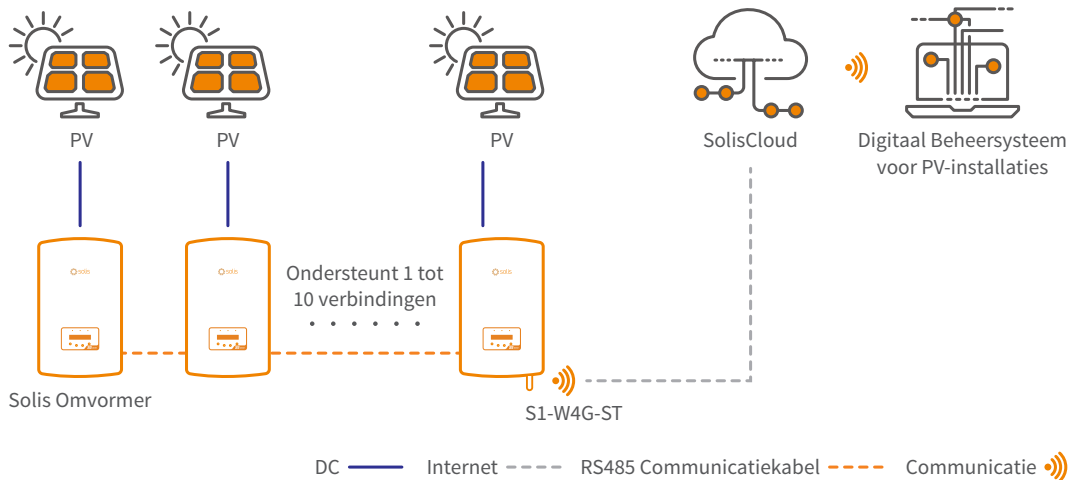 PV
PV
PV
SolisCloud
Digitaal Beheersysteem
voor PV-installaties
solis
solis
solis
Ondersteunt 1 tot
10 verbindingen
Solis Omvormer
S1-W4G-ST
DC
Internet
RS485 Communicatiekabel
Communicatie